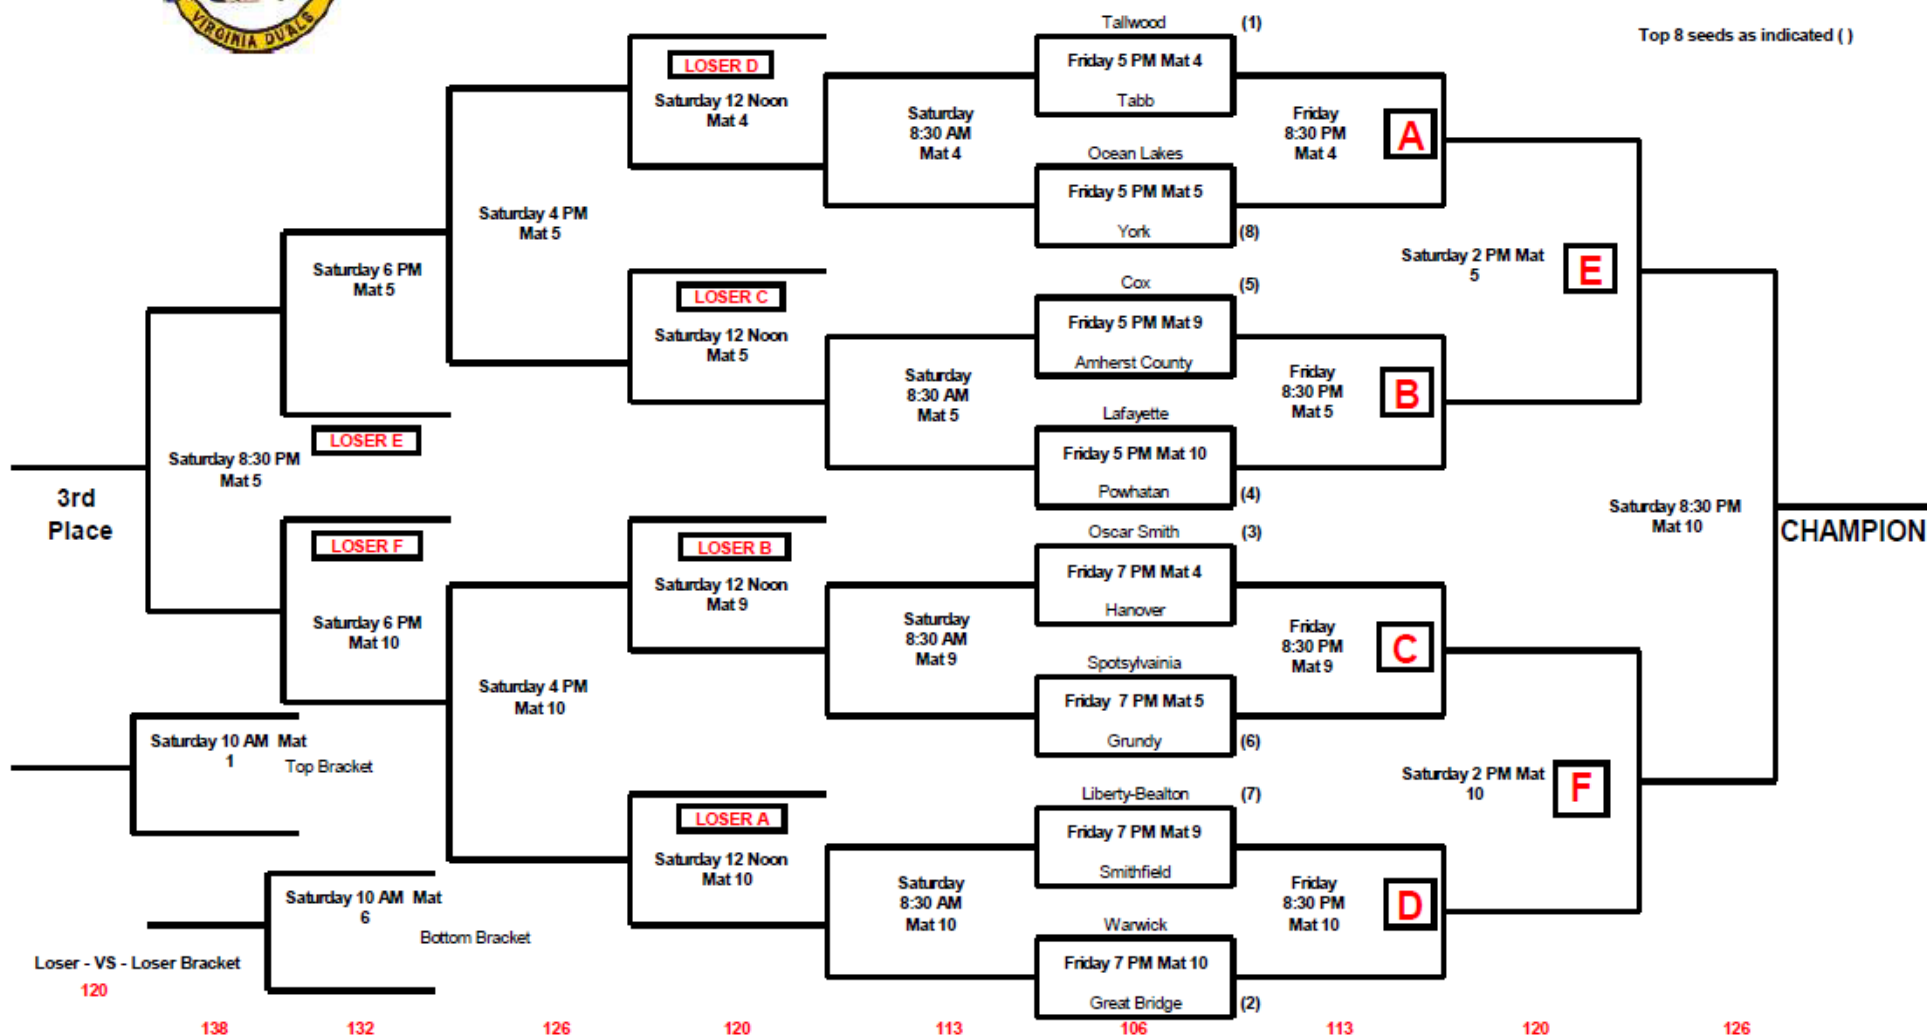 VIRGINIA DUALS
Top 8 seeds as indicated ( )
Tallwood (1)
Friday 5 PM Mat 4
Tabb
Ocean Lakes
Friday 5 PM Mat 5
York (8)
Cox (5)
Friday 5 PM Mat 9
Amherst County
Lafayette
Friday 5 PM Mat 10
Powhatan (4)
Oscar Smith (3)
Friday 7 PM Mat 4
Hanover
Spotsylvainia
Friday 7 PM Mat 5
Grundy (6)
Liberty-Bealton (7)
Friday 7 PM Mat 9
Smithfield
Warwick
Friday 7 PM Mat 10
Great Bridge (2)
Friday
8:30 PM
Mat 4
A
Friday
8:30 PM
Mat 5
B
Friday
8:30 PM
Mat 9
C
Friday
8:30 PM
Mat 10
D
Saturday 2 PM Mat
5
E
Saturday 2 PM Mat
10
F
Saturday 8:30 PM
Mat 10
CHAMPION
Saturday
8:30 AM
Mat 4
Saturday
8:30 AM
Mat 5
Saturday
8:30 AM
Mat 9
Saturday
8:30 AM
Mat 10
LOSER D
Saturday 12 Noon
Mat 4
LOSER C
Saturday 12 Noon
Mat 5
LOSER B
Saturday 12 Noon
Mat 9
LOSER A
Saturday 12 Noon
Mat 10
Saturday 4 PM
Mat 5
Saturday 4 PM
Mat 10
Saturday 6 PM
Mat 5
LOSER E
LOSER F
Saturday 6 PM
Mat 10
Saturday 8:30 PM
Mat 5
3rd
Place
Saturday 10 AM Mat
1
Top Bracket
Saturday 10 AM Mat
6
Bottom Bracket
Loser - VS - Loser Bracket
120
138 132 126 120 113 106 113 120 126